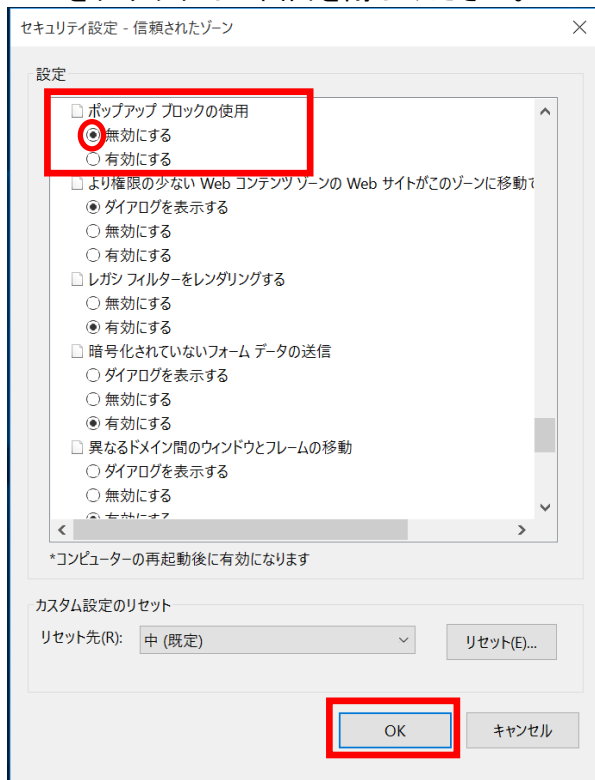 セキュリティ設定 - 信頼されたゾーン
設定
ポップアップ ブロックの使用
無効にする
有効にする
より権限の少ない Web コンテンツ ゾーンの Web サイトがこのゾーンに移動で
ダイアログを表示する
無効にする
有効にする
レガシ フィルターをレンダリングする
無効にする
有効にする
暗号化されていないフォーム データの送信
ダイアログを表示する
無効にする
有効にする
異なるドメイン間のウィンドウとフレームの移動
ダイアログを表示する
無効にする
有効にする
*コンピューターの再起動後に有効になります
カスタム設定のリセット
リセット先(R): 中 (既定) リセット(E)...
OK キャンセル